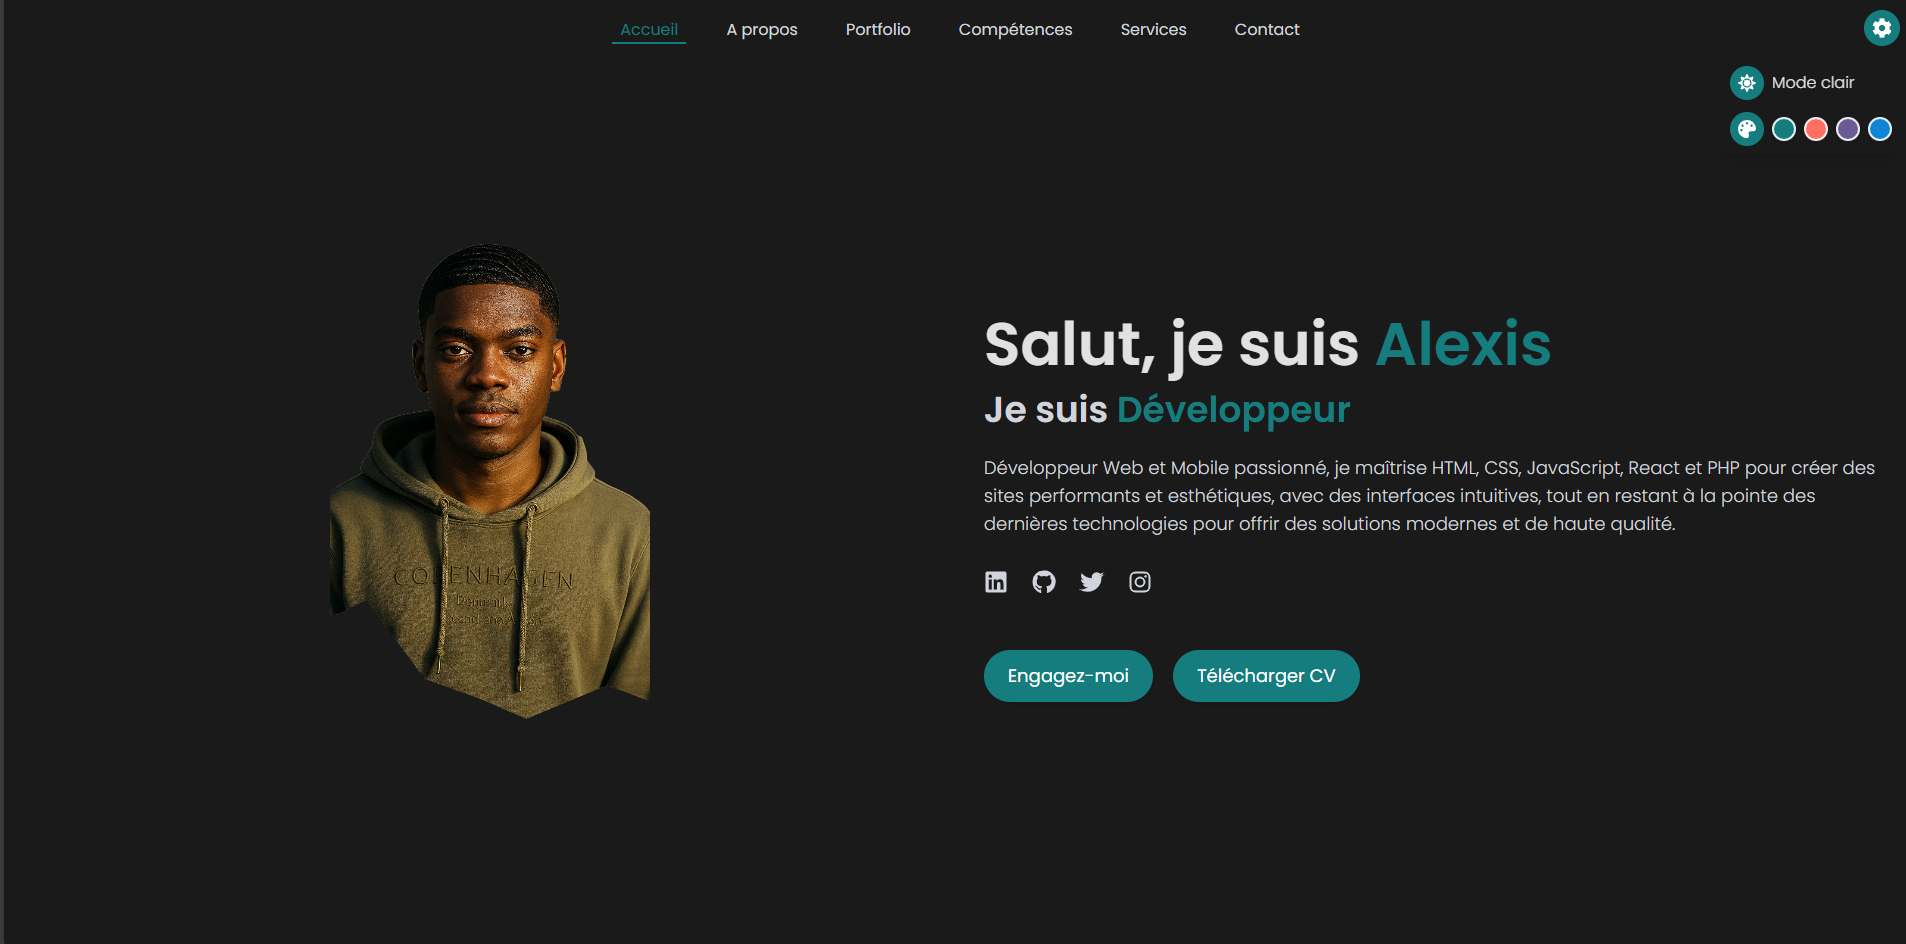 Accueil A propos Portfolio Compétences Services Contact
Mode clair
Salut, je suis Alexis
Je suis Développeur
Développeur Web et Mobile passionné, je maîtrise HTML, CSS, JavaScript, React et PHP pour créer des
sites performants et esthétiques, avec des interfaces intuitives, tout en restant à la pointe des
dernières technologies pour offrir des solutions modernes et de haute qualité.
in
Engagez-moi Télécharger CV
COPENHAGEN